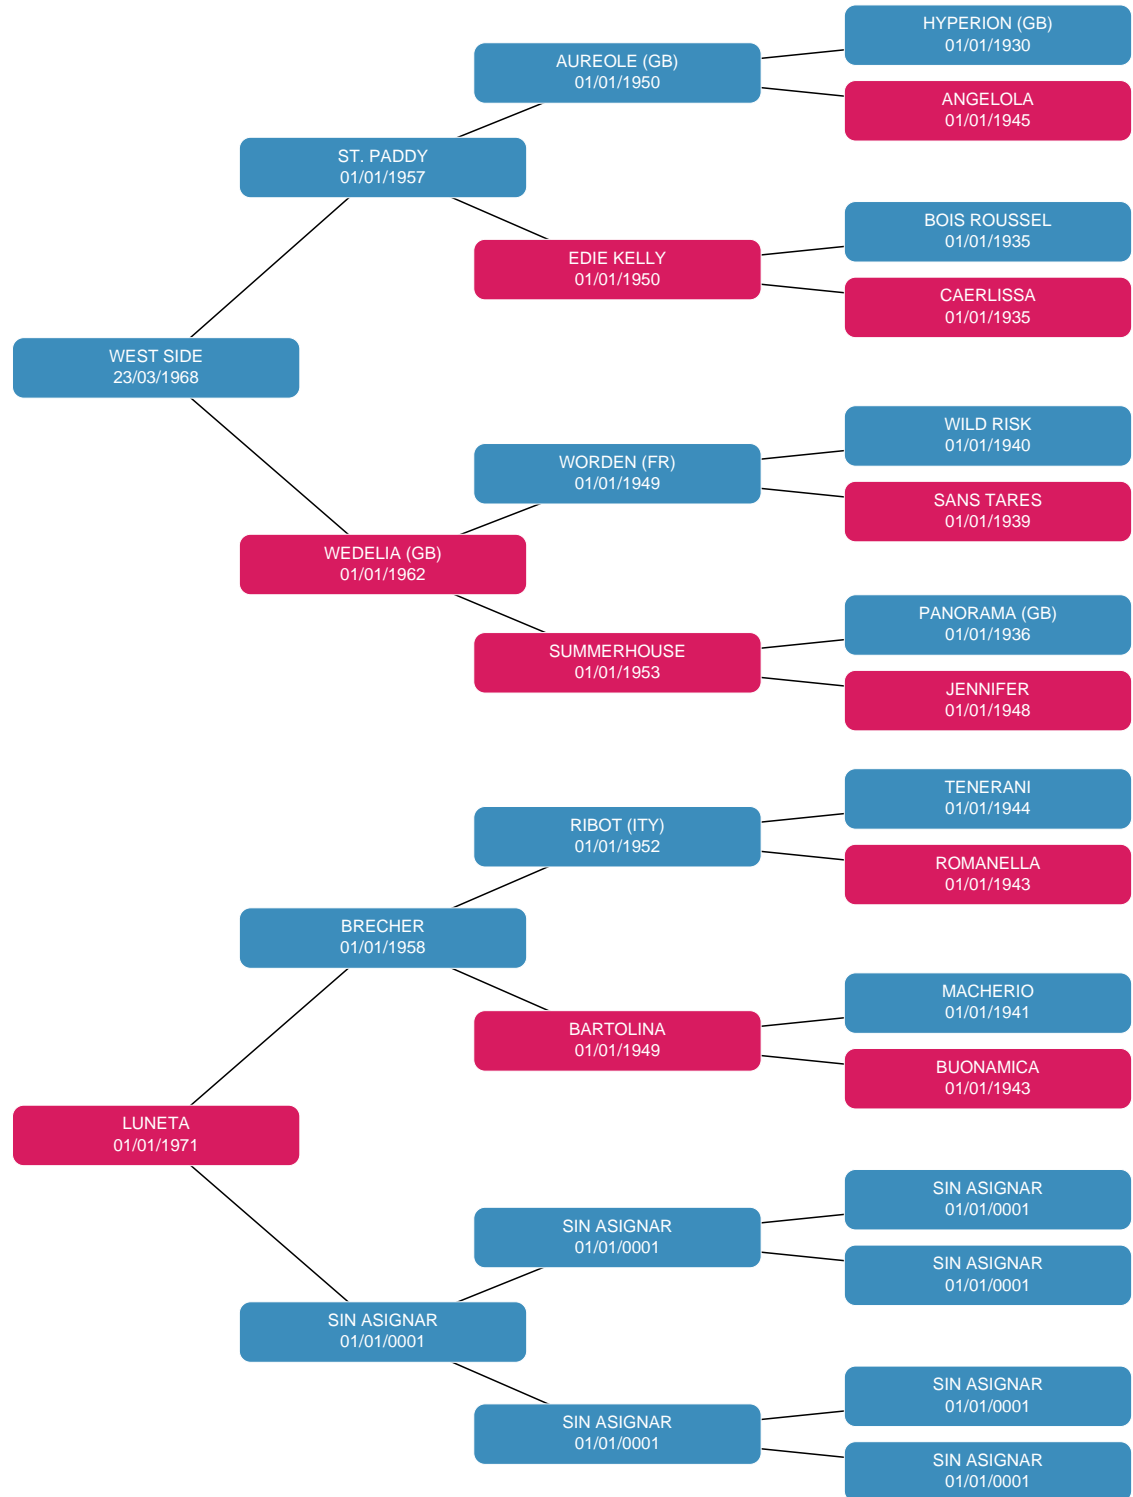 HYPERION (GB)
01/01/1930
AUREOLE (GB)
01/01/1950
ANGELOLA
01/01/1945
ST. PADDY
01/01/1957
BOIS ROUSSEL
01/01/1935
EDIE KELLY
01/01/1950
CAERLISSA
01/01/1935
WEST SIDE
23/03/1968
WILD RISK
01/01/1940
WORDEN (FR)
01/01/1949
SANS TARES
01/01/1939
WEDELIA (GB)
01/01/1962
PANORAMA (GB)
01/01/1936
SUMMERHOUSE
01/01/1953
JENNIFER
01/01/1948
TENERANI
01/01/1944
RIBOT (ITY)
01/01/1952
ROMANELLA
01/01/1943
BRECHER
01/01/1958
MACHERIO
01/01/1941
BARTOLINA
01/01/1949
BUONAMICA
01/01/1943
LUNETA
01/01/1971
SIN ASIGNAR
01/01/0001
SIN ASIGNAR
01/01/0001
SIN ASIGNAR
01/01/0001
SIN ASIGNAR
01/01/0001
SIN ASIGNAR
01/01/0001
SIN ASIGNAR
01/01/0001
SIN ASIGNAR
01/01/0001